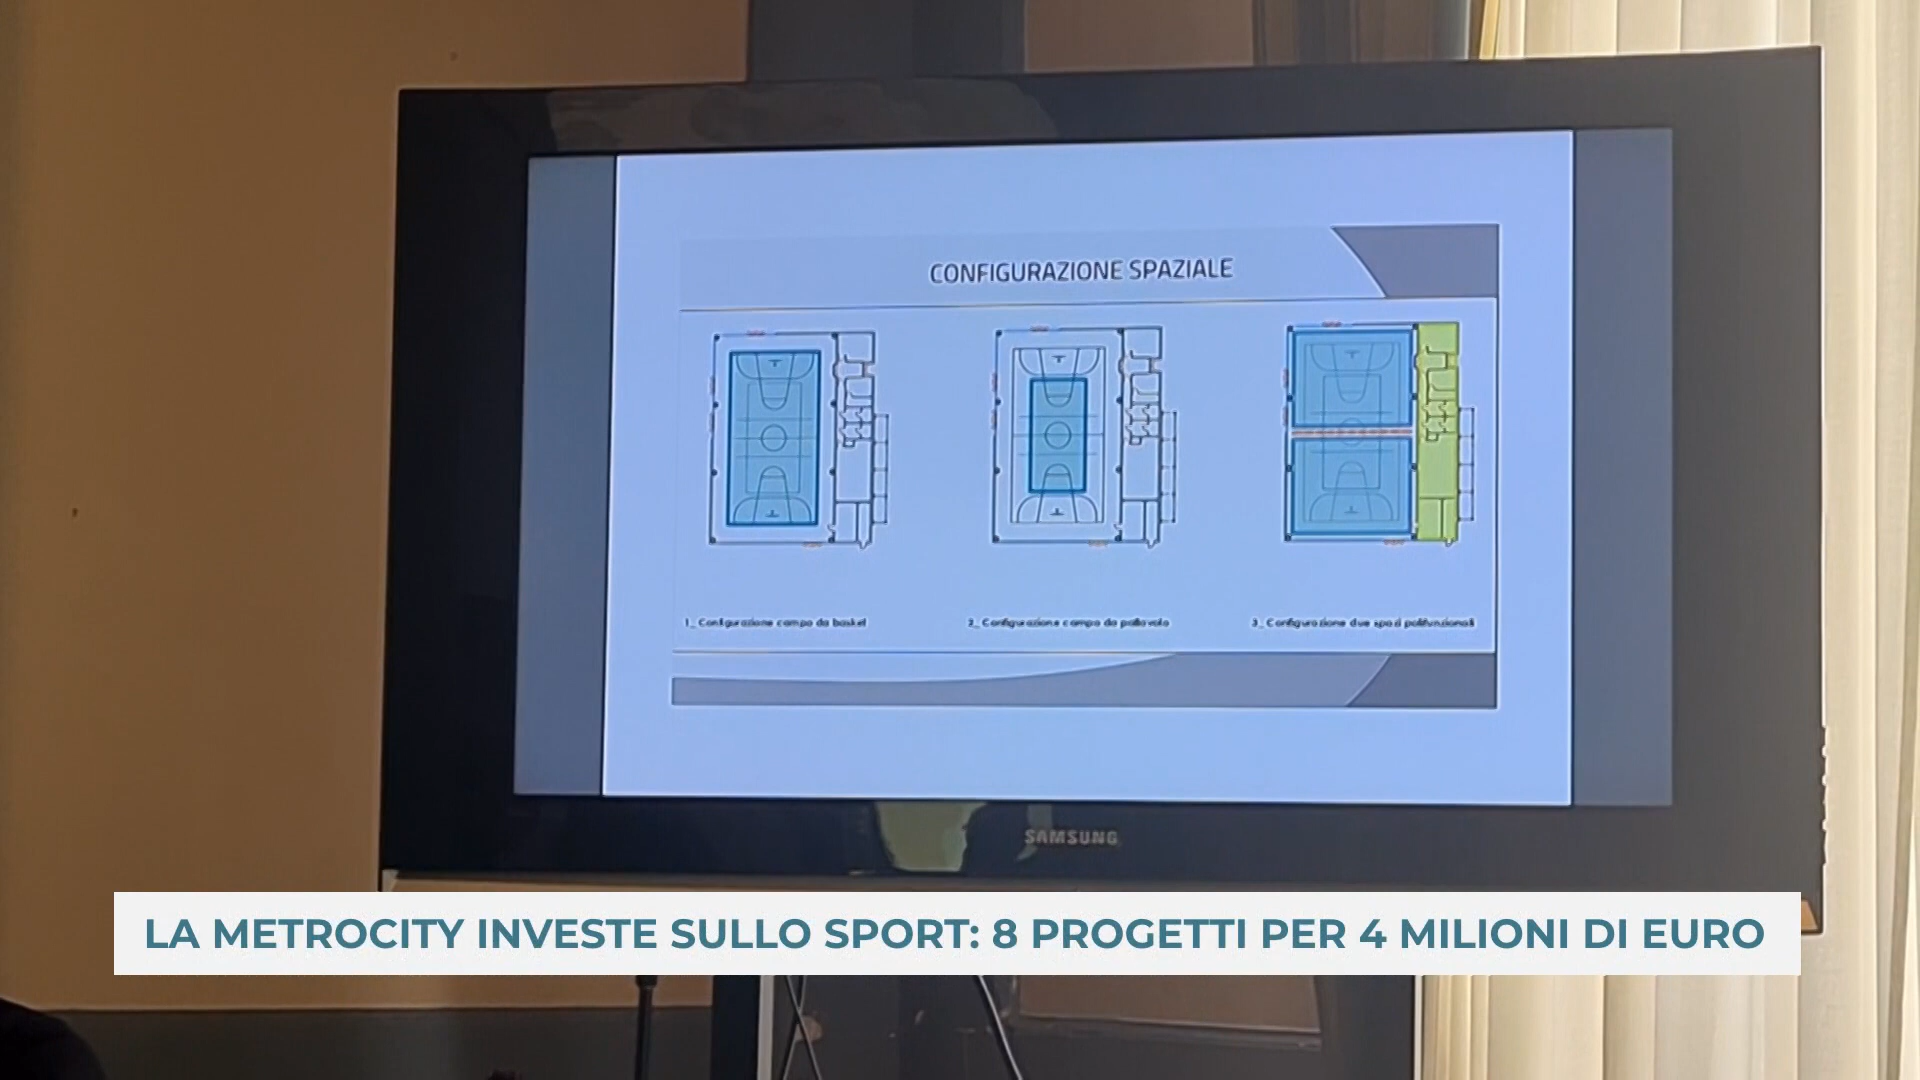 CONFIGURAZIONE SPAZIALE
1_ Configurazione campo da basket
2_ Configurazione campo da pallavolo
3_ Configurazione due spazi polifunzionali
SAMSUNG
LA METROCITY INVESTE SULLO SPORT: 8 PROGETTI PER 4 MILIONI DI EURO